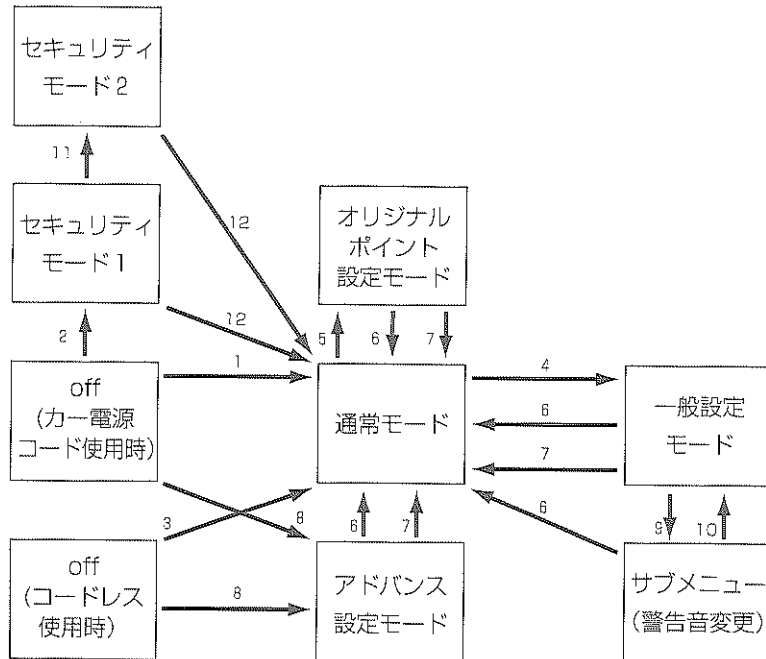 セキュリティ
モード2
11
セキュリティ
モード1
12
オリジナル
ポイント
設定モード
2
12
5
6
7
off
(カー電源
コード使用時)
1
通常モード
4
6
7
一般設定
モード
3
8
6
7
6
9
10
off
(コードレス
使用時)
8
アドバンス
設定モード
サブメニュー
(警告音変更)